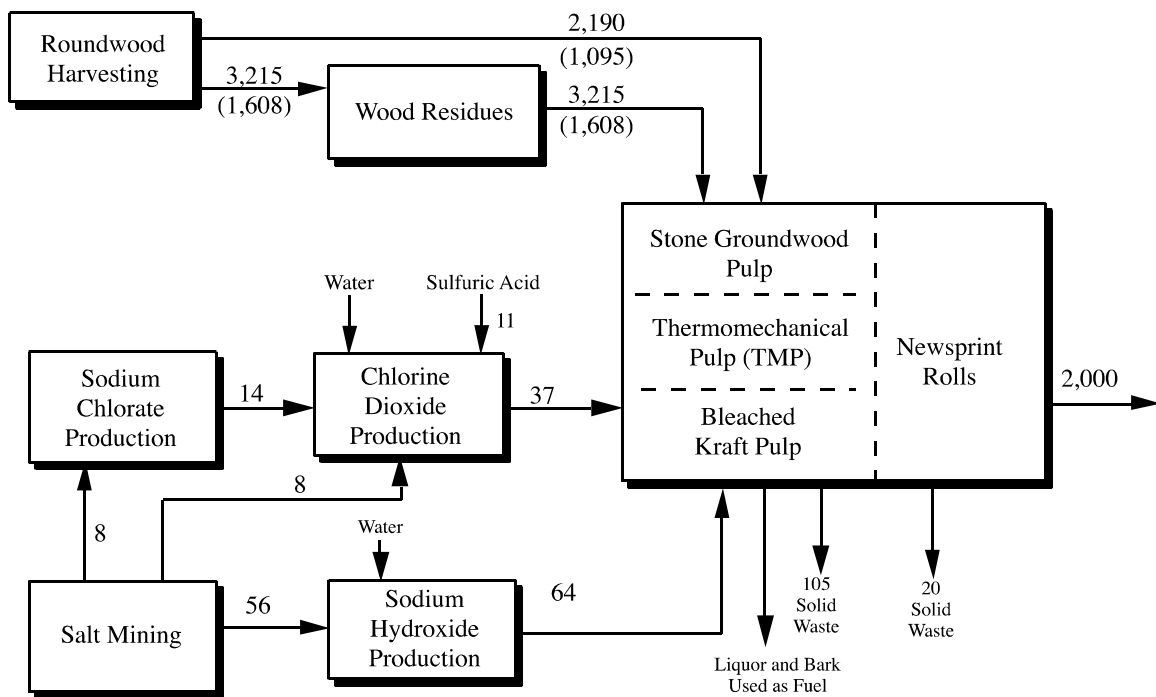 Roundwood
Harvesting
2,190
(1,095)
3,215
(1,608)
Wood Residues
3,215
(1,608)
Stone Groundwood
Pulp
Thermomechanical
Pulp (TMP)
Bleached
Kraft Pulp
Newsprint
Rolls
2,000
Water
Sulfuric Acid
11
Sodium
Chlorate
Production
14
Chlorine
Dioxide
Production
37
8
8
Water
Salt Mining
56
Sodium
Hydroxide
Production
64
Liquor and Bark
Used as Fuel
105
Solid
Waste
20
Solid
Waste